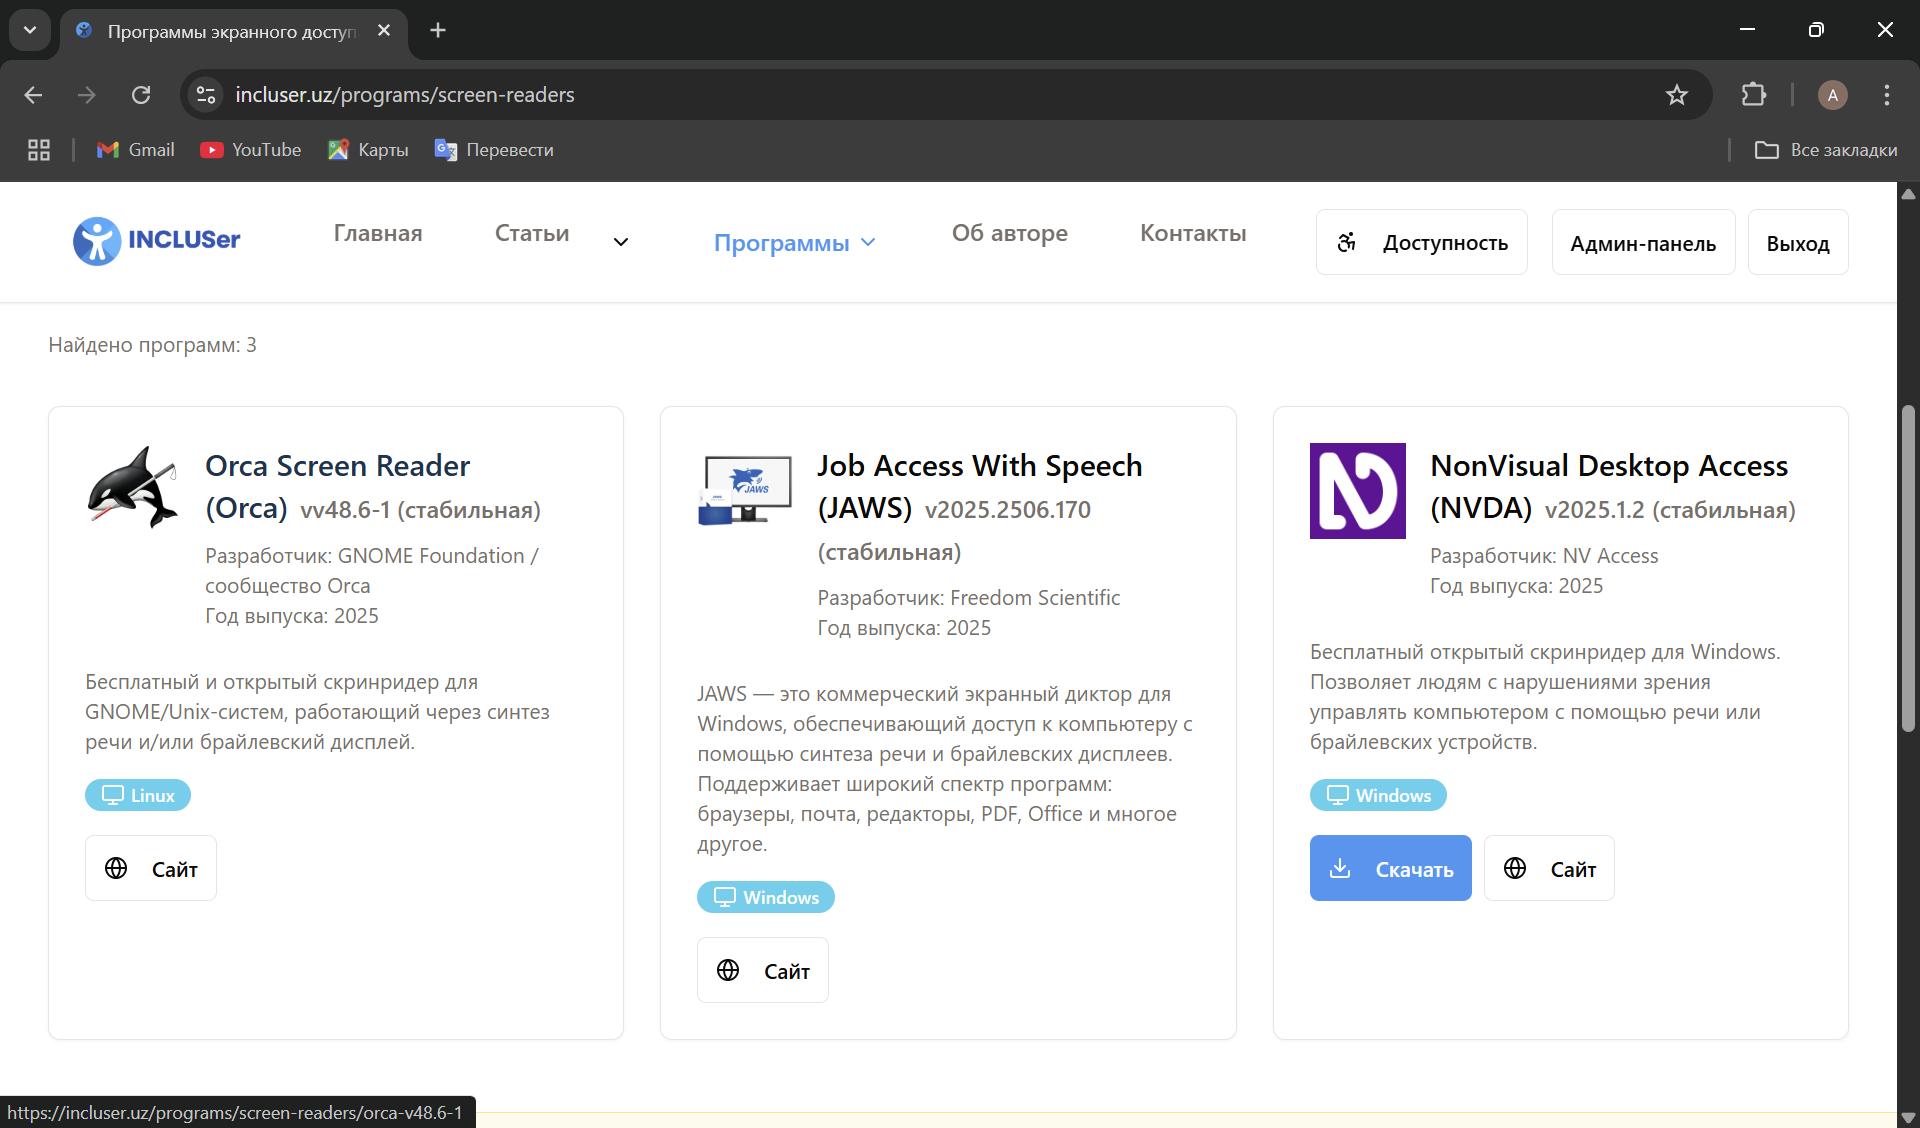 Программы экранного доступ
incluser.uz/programs/screen-readers
A
Gmail
YouTube
Карты
Перевести
Все закладки
INCLUSer
Главная
Статьи
Программы
Об авторе
Контакты
Доступность
Админ-панель
Выход
Найдено программ: 3
Orca Screen Reader
(Orca) vv48.6-1 (стабильная)
Разработчик: GNOME Foundation /
сообщество Orca
Год выпуска: 2025
Бесплатный и открытый скринридер для
GNOME/Unix-систем, работающий через синтез
речи и/или брайлевский дисплей.
Linux
Сайт
JAWS
Job Access With Speech
(JAWS) v2025.2506.170
(стабильная)
Разработчик: Freedom Scientific
Год выпуска: 2025
JAWS — это коммерческий экранный диктор для
Windows, обеспечивающий доступ к компьютеру с
помощью синтеза речи и брайлевских дисплеев.
Поддерживает широкий спектр программ:
браузеры, почта, редакторы, PDF, Office и многое
другое.
Windows
Сайт
NonVisual Desktop Access
(NVDA) v2025.1.2 (стабильная)
Разработчик: NV Access
Год выпуска: 2025
Бесплатный открытый скринридер для Windows.
Позволяет людям с нарушениями зрения
управлять компьютером с помощью речи или
брайлевских устройств.
Windows
Скачать
Сайт
https://incluser.uz/programs/screen-readers/orca-v48.6-1